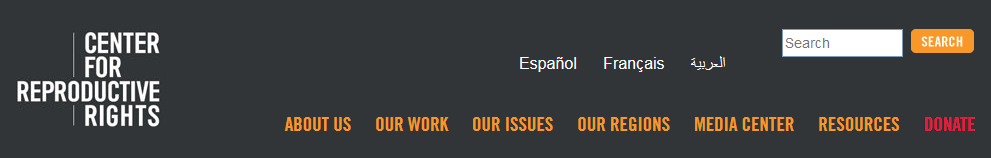 CENTER
FOR
REPRODUCTIVE
RIGHTS
Search SEARCH
Español Français العربية
ABOUT US OUR WORK OUR ISSUES OUR REGIONS MEDIA CENTER RESOURCES DONATE